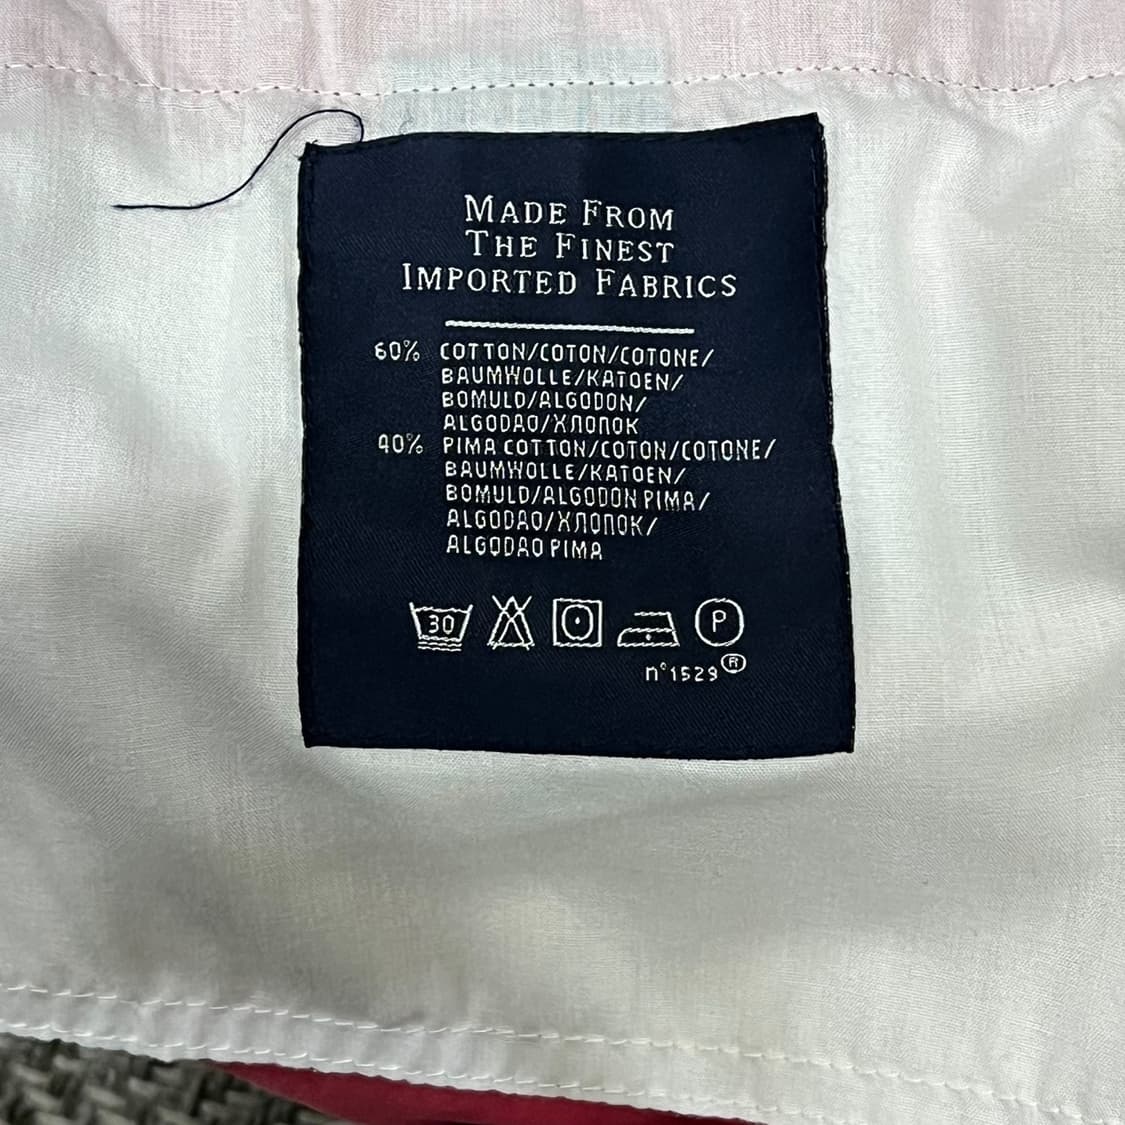 MADE FROM
THE FINEST
IMPORTED FABRICS
60% COTTON/COTON/COTONE/
BAUMWOLLE/KATOEN/
BOMULD/ALGODON/
ALGODAO/ХЛОПОК
40% PIMA COTTON/COTON/COTONE/
BAUMWOLLE/KATOEN/
BOMULD/ALGODON PIMA/
ALGODAO/ХЛОПОК/
ALGODAO PIMA
30 P
n°1529®